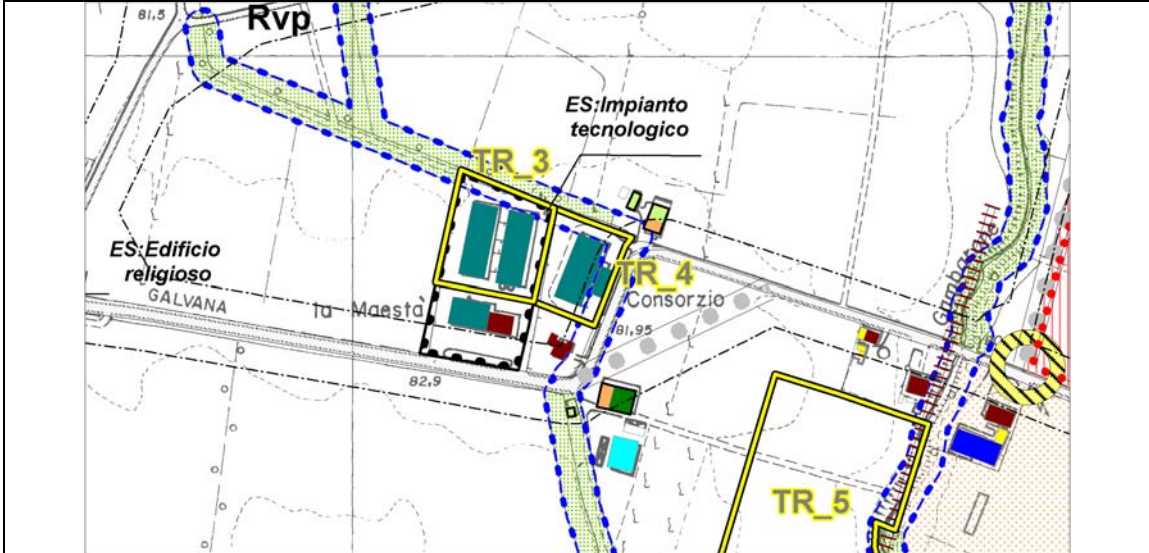 81,5
Rvp
ES:Impianto
tecnologico
TR_3
ES:Edificio
religioso
TR_4
GALVANA
la Maestà
Consorzio
81,95
82,9
TR_5